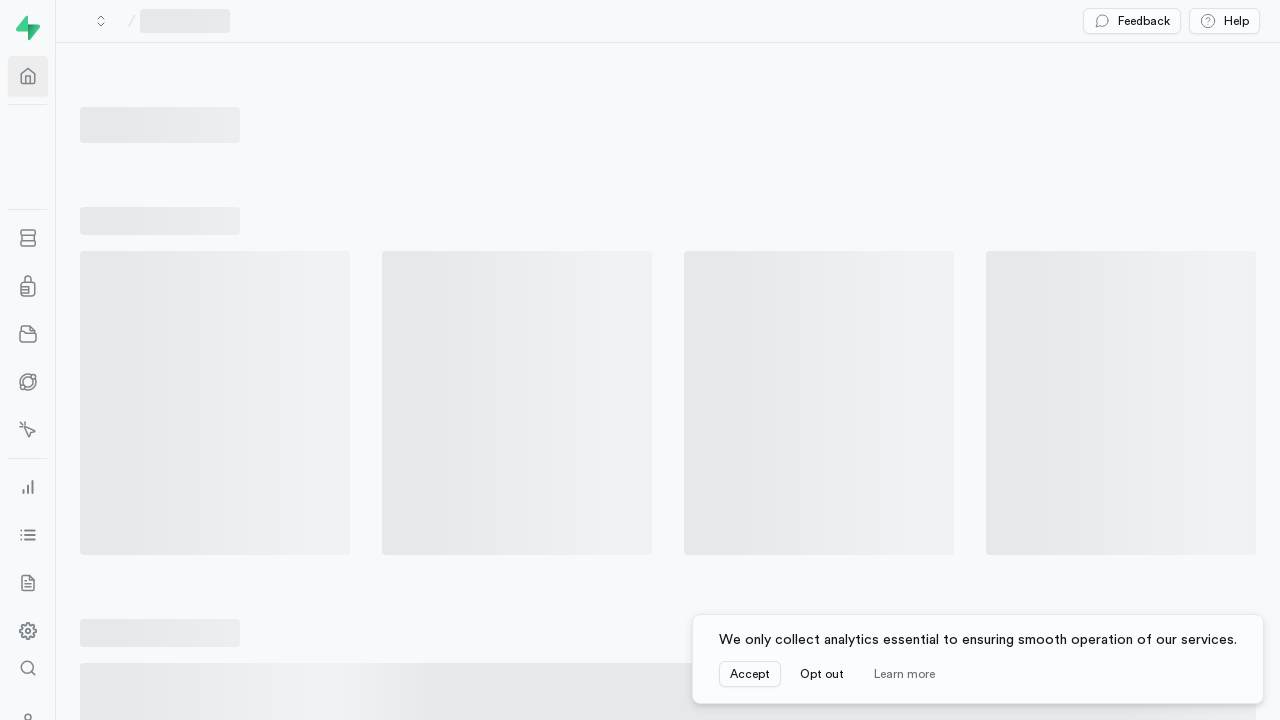 /
Feedback
Help
We only collect analytics essential to ensuring smooth operation of our services.
Accept
Opt out
Learn more